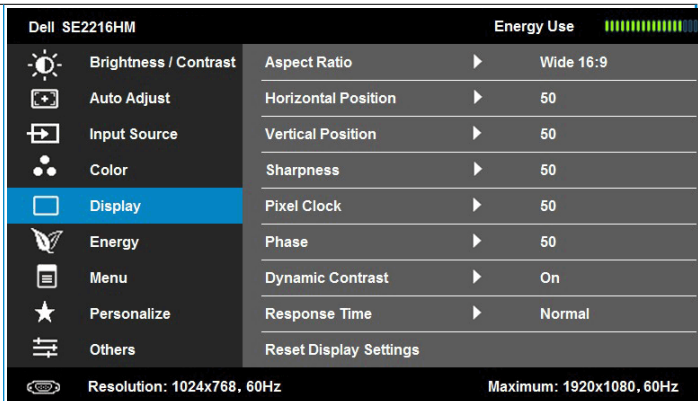 Dell SE2216HM Energy Use
Brightness / Contrast Aspect Ratio Wide 16:9
Auto Adjust Horizontal Position 50
Input Source Vertical Position 50
Color Sharpness 50
Display Pixel Clock 50
Energy Phase 50
Menu Dynamic Contrast On
Personalize Response Time Normal
Others Reset Display Settings
Resolution: 1024x768, 60Hz Maximum: 1920x1080, 60Hz